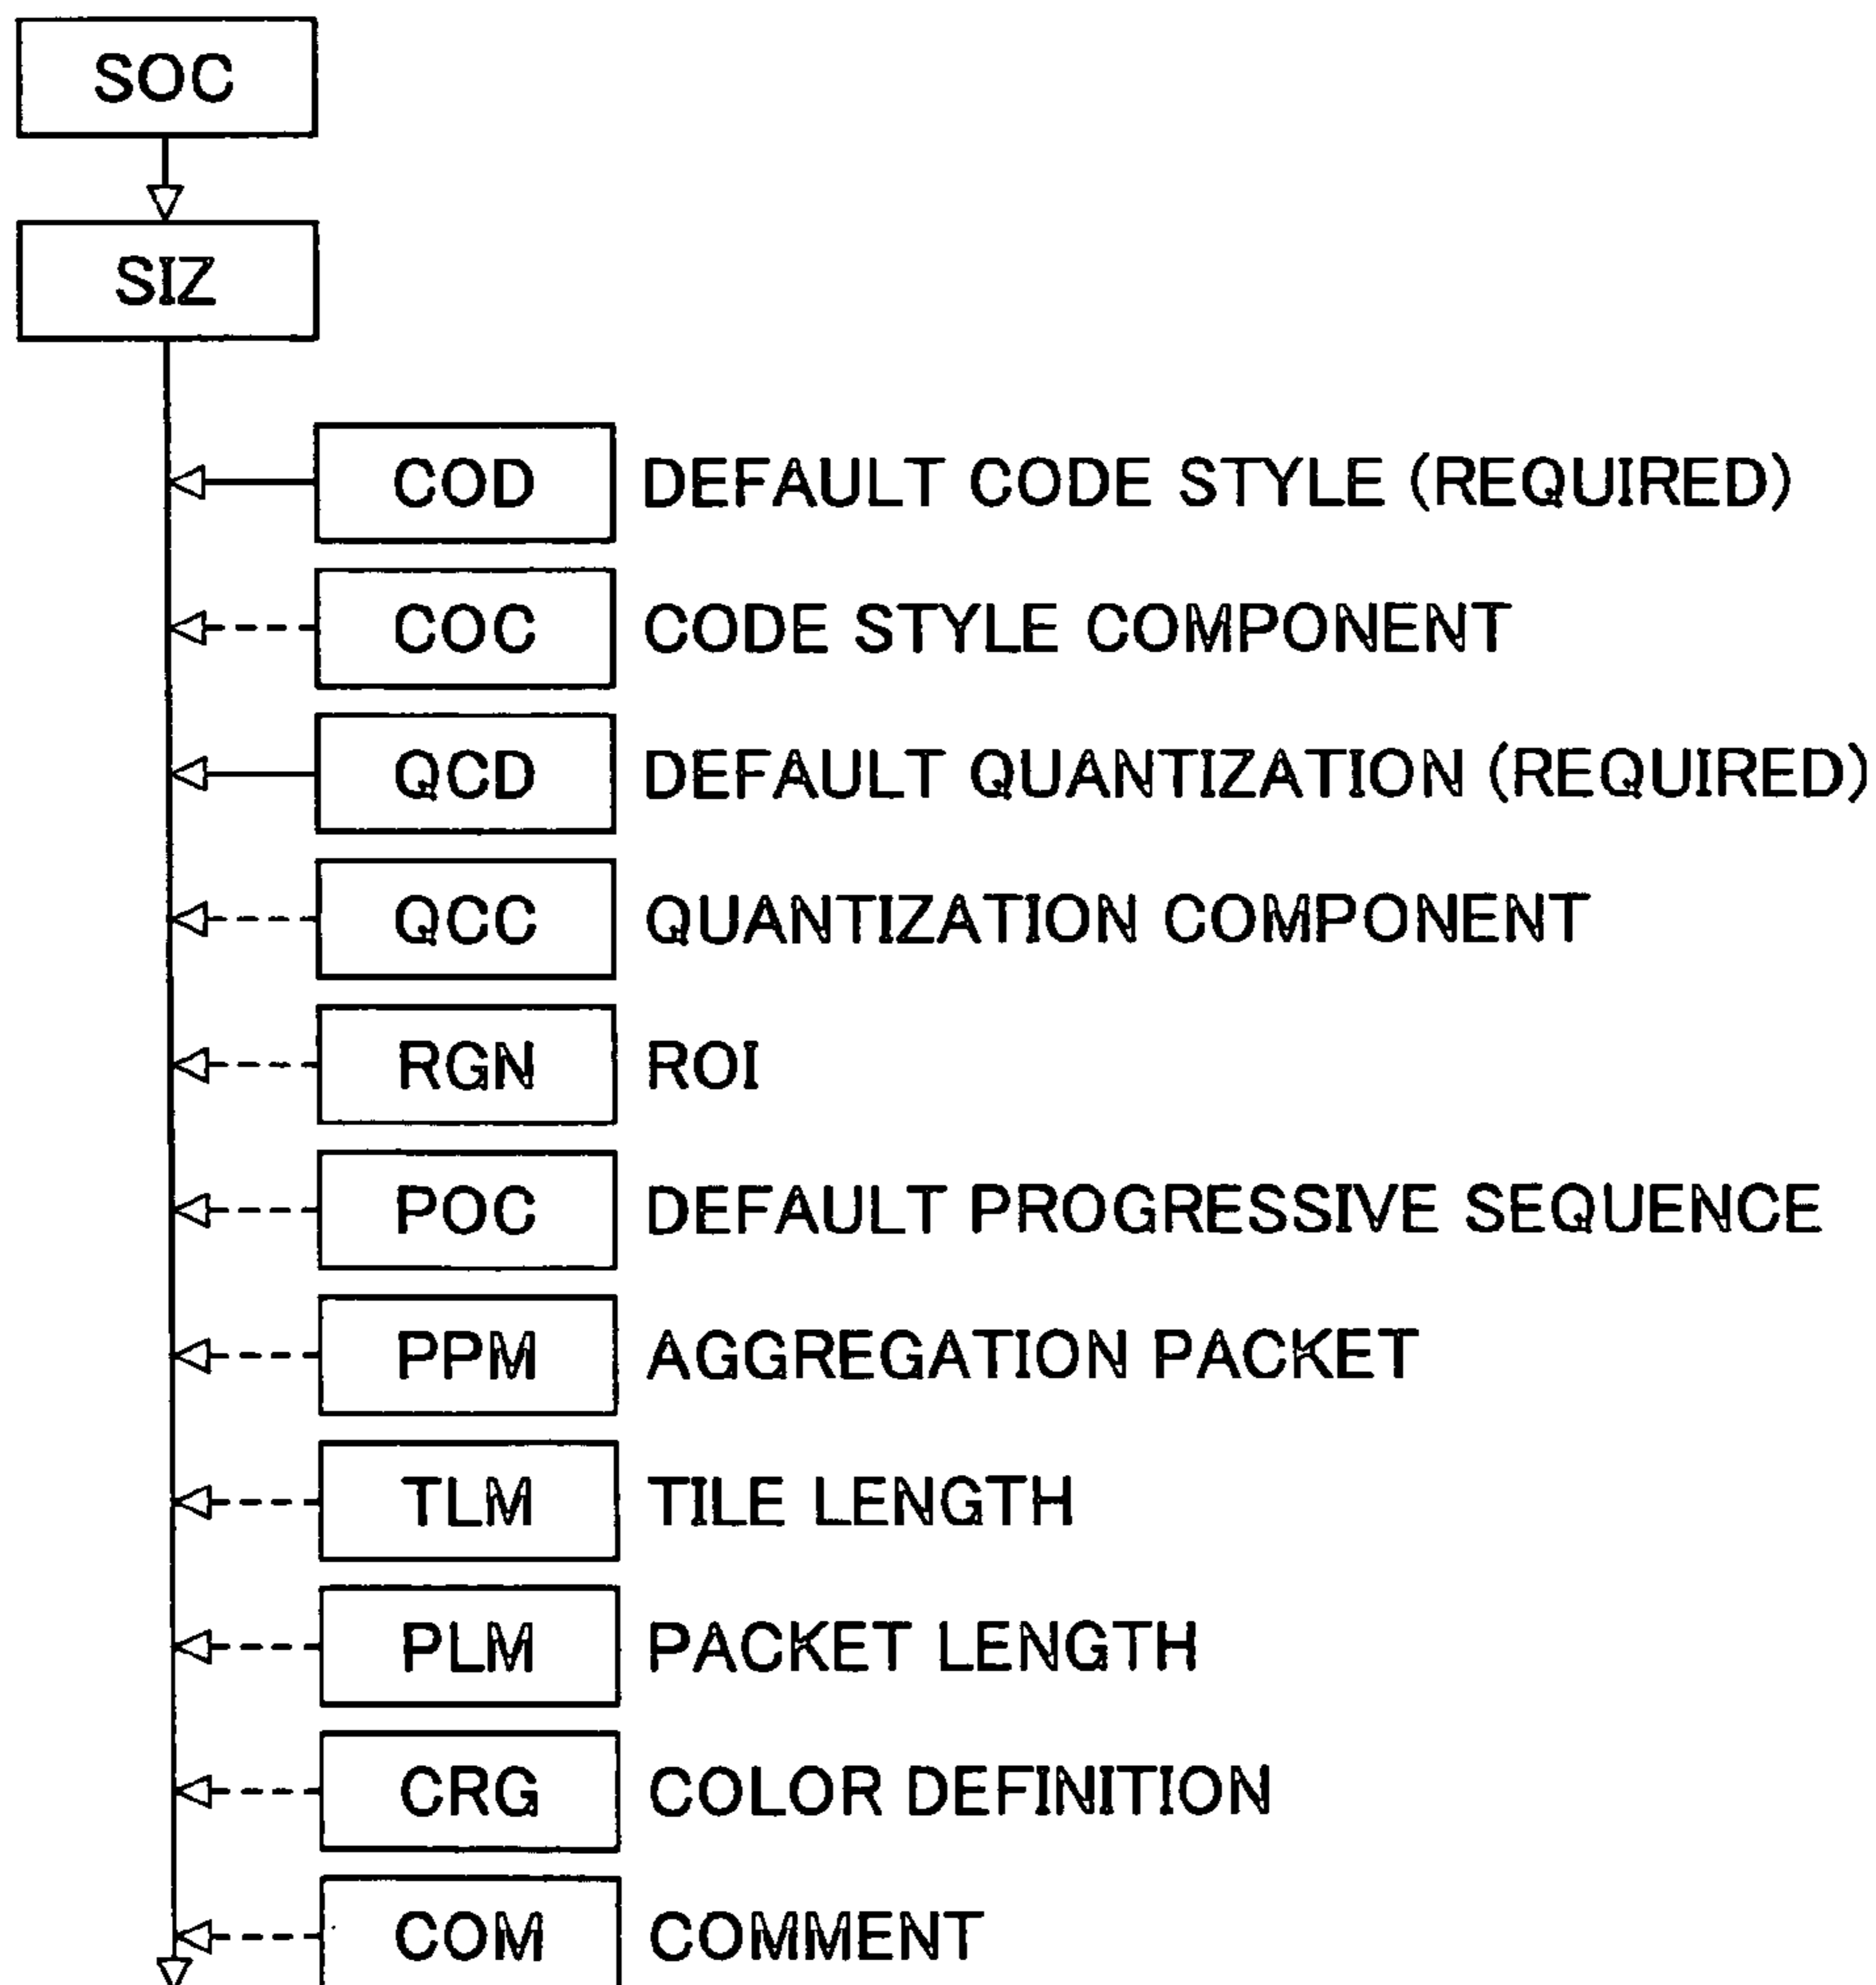 SOC
SIZ
COD DEFAULT CODE STYLE (REQUIRED)
COC CODE STYLE COMPONENT
QCD DEFAULT QUANTIZATION (REQUIRED)
QCC QUANTIZATION COMPONENT
RGN ROI
POC DEFAULT PROGRESSIVE SEQUENCE
PPM AGGREGATION PACKET
TLM TILE LENGTH
PLM PACKET LENGTH
CRG COLOR DEFINITION
COM COMMENT